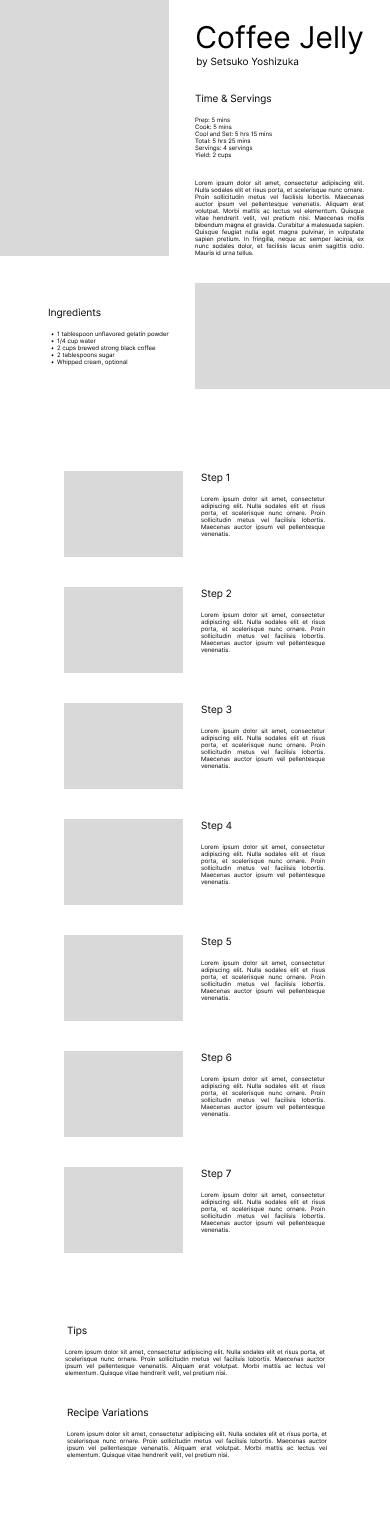 Coffee Jelly
by Setsuko Yoshizuka
Time & Servings
Prep: 5 mins
Cook: 5 mins
Cool and Set: 5 hrs 15 mins
Total: 5 hrs 25 mins
Servings: 4 servings
Yield: 2 cups
Lorem ipsum dolor sit amet, consectetur adipiscing elit.
Nulla sodales elit et risus porta, et scelerisque nunc ornare.
Proin sollicitudin metus vel facilisis lobortis. Maecenas
auctor ipsum vel pellentesque venenatis. Aliquam erat
volutpat. Morbi mattis ac lectus vel elementum. Quisque
vitae hendrerit velit, vel pretium nisi. Maecenas mollis
bibendum magna et gravida. Curabitur a malesuada sapien.
Quisque feugiat nulla eget magna pulvinar, in vulputate
sapien pretium. In fringilla, neque ac semper lacinia, ex
nunc sodales dolor, et facilisis lacus enim sagittis odio.
Mauris id urna tellus.
Ingredients
• 1 tablespoon unflavored gelatin powder
• 1/4 cup water
• 2 cups brewed strong black coffee
• 2 tablespoons sugar
• Whipped cream, optional
Step 1
Lorem ipsum dolor sit amet, consectetur
adipiscing elit. Nulla sodales elit et risus
porta, et scelerisque nunc ornare. Proin
sollicitudin metus vel facilisis lobortis.
Maecenas auctor ipsum vel pellentesque
venenatis.
Step 2
Lorem ipsum dolor sit amet, consectetur
adipiscing elit. Nulla sodales elit et risus
porta, et scelerisque nunc ornare. Proin
sollicitudin metus vel facilisis lobortis.
Maecenas auctor ipsum vel pellentesque
venenatis.
Step 3
Lorem ipsum dolor sit amet, consectetur
adipiscing elit. Nulla sodales elit et risus
porta, et scelerisque nunc ornare. Proin
sollicitudin metus vel facilisis lobortis.
Maecenas auctor ipsum vel pellentesque
venenatis.
Step 4
Lorem ipsum dolor sit amet, consectetur
adipiscing elit. Nulla sodales elit et risus
porta, et scelerisque nunc ornare. Proin
sollicitudin metus vel facilisis lobortis.
Maecenas auctor ipsum vel pellentesque
venenatis.
Step 5
Lorem ipsum dolor sit amet, consectetur
adipiscing elit. Nulla sodales elit et risus
porta, et scelerisque nunc ornare. Proin
sollicitudin metus vel facilisis lobortis.
Maecenas auctor ipsum vel pellentesque
venenatis.
Step 6
Lorem ipsum dolor sit amet, consectetur
adipiscing elit. Nulla sodales elit et risus
porta, et scelerisque nunc ornare. Proin
sollicitudin metus vel facilisis lobortis.
Maecenas auctor ipsum vel pellentesque
venenatis.
Step 7
Lorem ipsum dolor sit amet, consectetur
adipiscing elit. Nulla sodales elit et risus
porta, et scelerisque nunc ornare. Proin
sollicitudin metus vel facilisis lobortis.
Maecenas auctor ipsum vel pellentesque
venenatis.
Tips
Lorem ipsum dolor sit amet, consectetur adipiscing elit. Nulla sodales elit et risus porta, et
scelerisque nunc ornare. Proin sollicitudin metus vel facilisis lobortis. Maecenas auctor
ipsum vel pellentesque venenatis. Aliquam erat volutpat. Morbi mattis ac lectus vel
elementum. Quisque vitae hendrerit velit, vel pretium nisi.
Recipe Variations
Lorem ipsum dolor sit amet, consectetur adipiscing elit. Nulla sodales elit et risus porta, et
scelerisque nunc ornare. Proin sollicitudin metus vel facilisis lobortis. Maecenas auctor
ipsum vel pellentesque venenatis. Aliquam erat volutpat. Morbi mattis ac lectus vel
elementum. Quisque vitae hendrerit velit, vel pretium nisi.